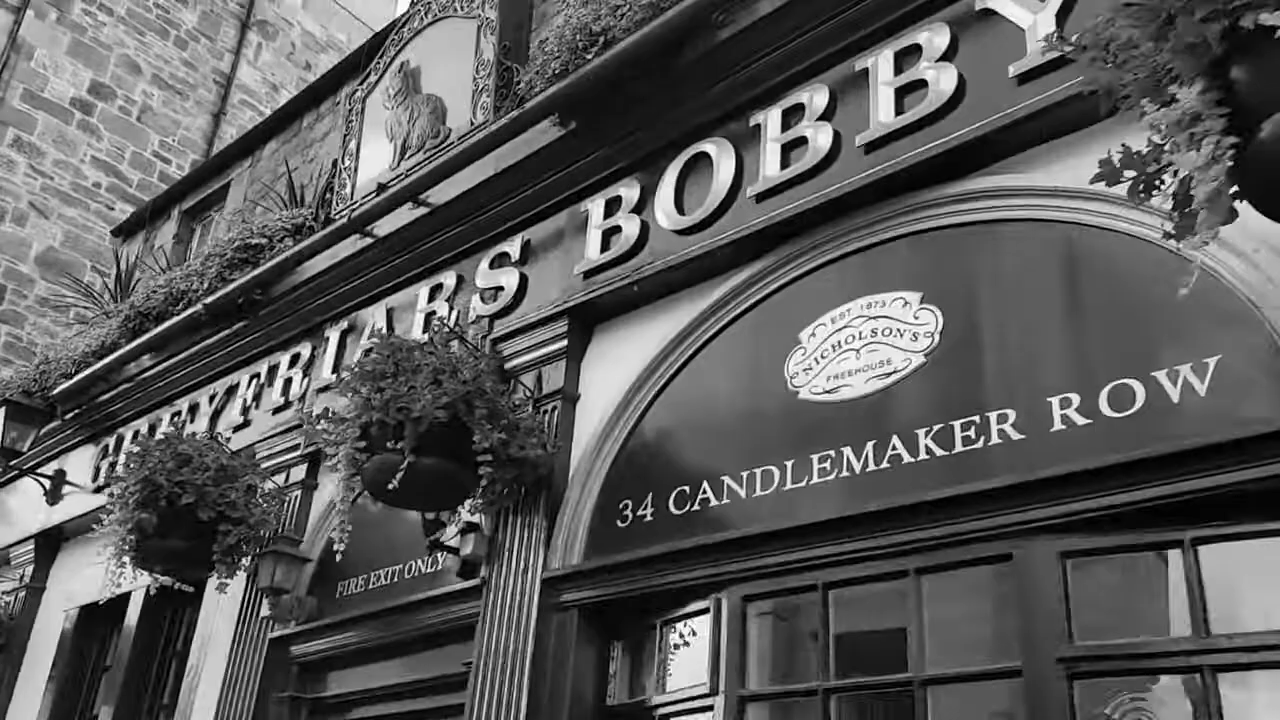 GREYFRIARS BOBBY
EST. 1873
NICHOLSON'S
FREEHOUSE
34 CANDLEMAKER ROW
FIRE EXIT ONLY